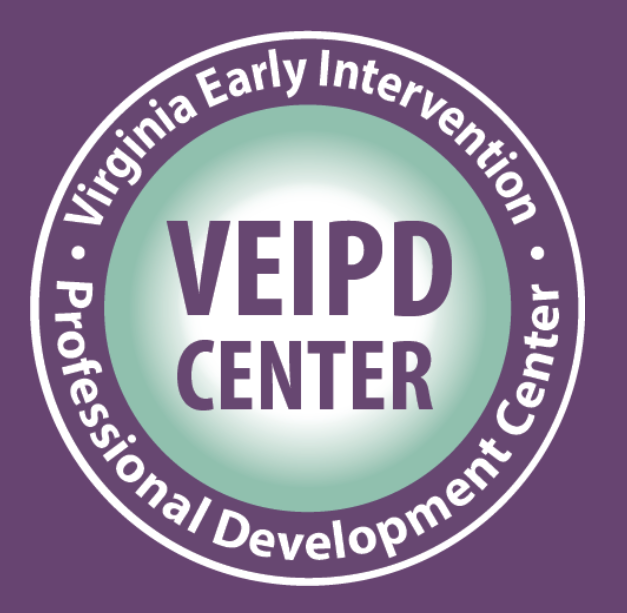 Virginia Early Intervention
VEIPD
CENTER
• Professional Development Center •